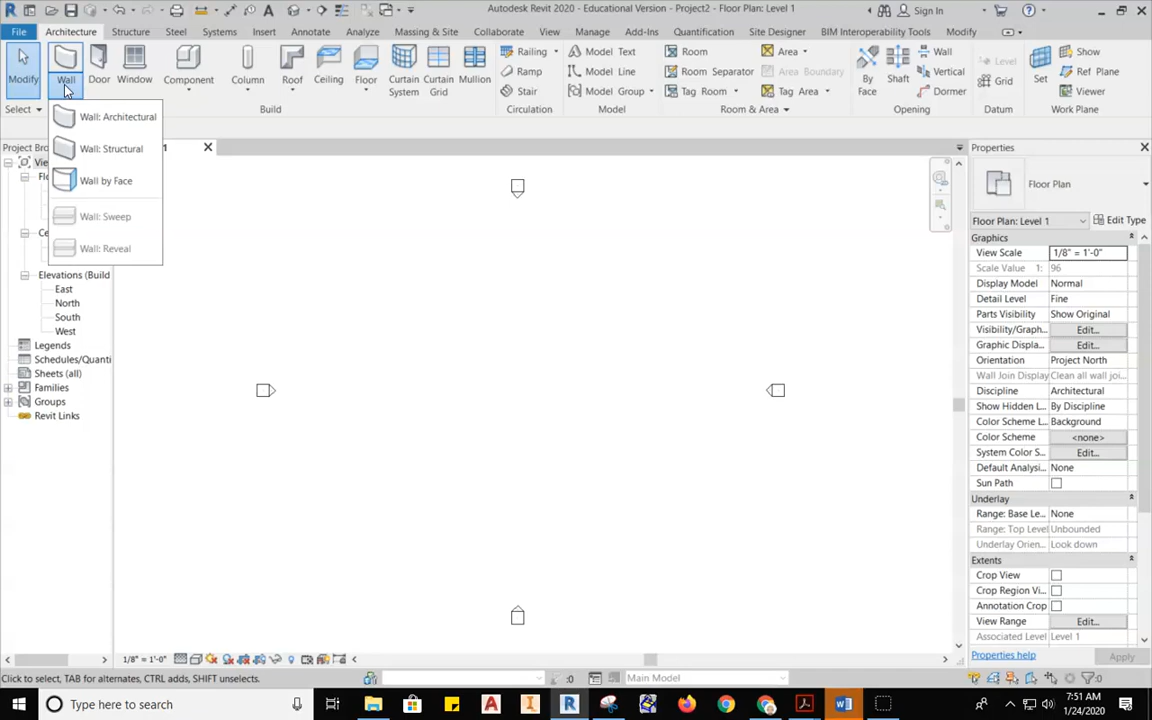 Autodesk Revit 2020 - Educational Version - Project2 - Floor Plan: Level 1
Sign In
File Architecture Structure Steel Systems Insert Annotate Analyze Massing & Site Collaborate View Manage Add-Ins Quantification Site Designer BIM Interoperability Tools Modify
Modify Wall Door Window Component Column Roof Ceiling Floor Curtain System Curtain Grid Mullion
Railing Model Text Room Area Wall Level Show
Ramp Model Line Room Separator Area Boundary Vertical Grid Ref Plane
Stair Model Group Tag Room Tag Area Dormer Viewer
By Face Shaft Set
Select Build Circulation Model Room & Area Opening Datum Work Plane
Wall: Architectural
Wall: Structural
Wall by Face
Wall: Sweep
Wall: Reveal
Project Bro
1
Vie
Flo
Ce
Elevations (Build
East
North
South
West
Legends
Schedules/Quanti
Sheets (all)
Families
Groups
Revit Links
Properties
Floor Plan
Floor Plan: Level 1 Edit Type
Graphics
View Scale 1/8" = 1'-0"
Scale Value 1: 96
Display Model Normal
Detail Level Fine
Parts Visibility Show Original
Visibility/Graph... Edit...
Graphic Displa... Edit...
Orientation Project North
Wall Join Display Clean all wall joi...
Discipline Architectural
Show Hidden L... By Discipline
Color Scheme L... Background
Color Scheme <none>
System Color S... Edit...
Default Analysi... None
Sun Path
Underlay
Range: Base Le... None
Range: Top Level Unbounded
Underlay Orien... Look down
Extents
Crop View
Crop Region Vi...
Annotation Crop
View Range Edit...
Associated Level Level 1
Properties help Apply
1/8" = 1'-0"
Click to select, TAB for alternates, CTRL adds, SHIFT unselects.
:0
Main Model
:0
Type here to search
7:51 AM
1/24/2020